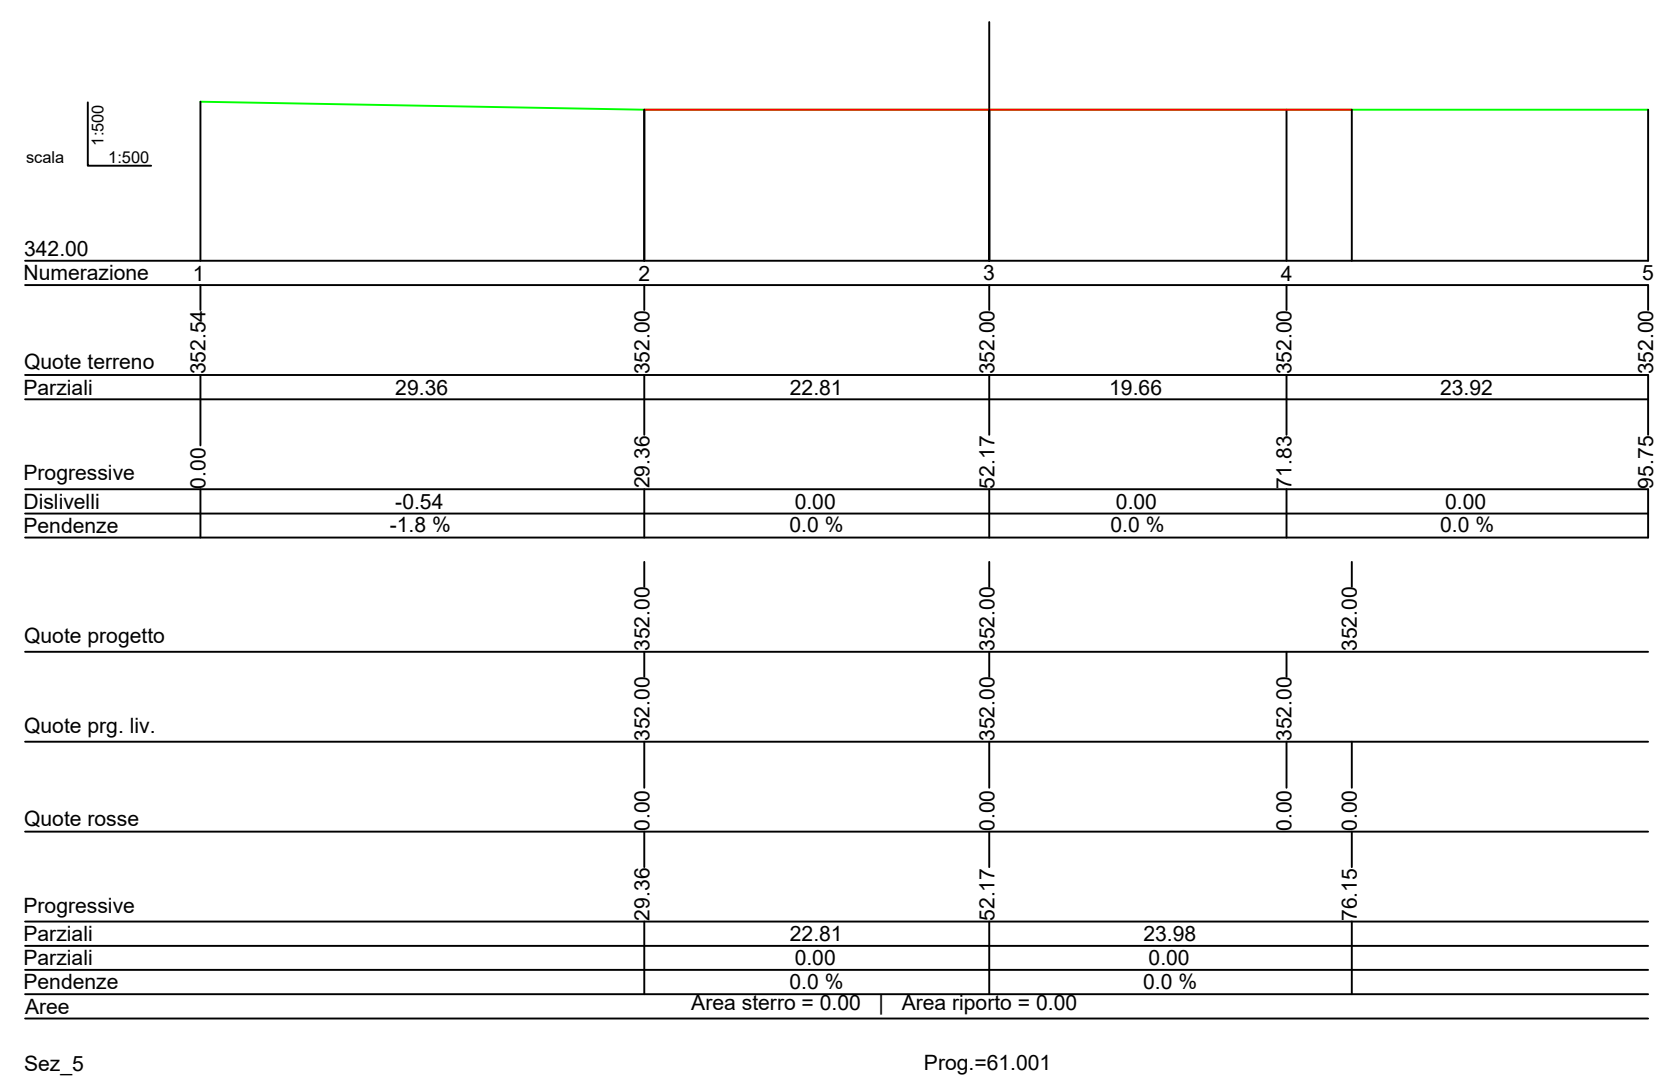 1:500
scala 1:500
342.00
Numerazione 1 2 3 4 5
Quote terreno 352.54 352.00 352.00 352.00 352.00
Parziali 29.36 22.81 19.66 23.92
Progressive 0.00 29.36 52.17 71.83 95.75
Dislivelli -0.54 0.00 0.00 0.00
Pendenze -1.8 % 0.0 % 0.0 % 0.0 %
Quote progetto 352.00 352.00 352.00
Quote prg. liv. 352.00 352.00 352.00
Quote rosse 0.00 0.00 0.00 0.00
Progressive 29.36 52.17 76.15
Parziali 22.81 23.98
Parziali 0.00 0.00
Pendenze 0.0 % 0.0 %
Aree Area sterro = 0.00 | Area riporto = 0.00
Sez_5 Prog.=61.001